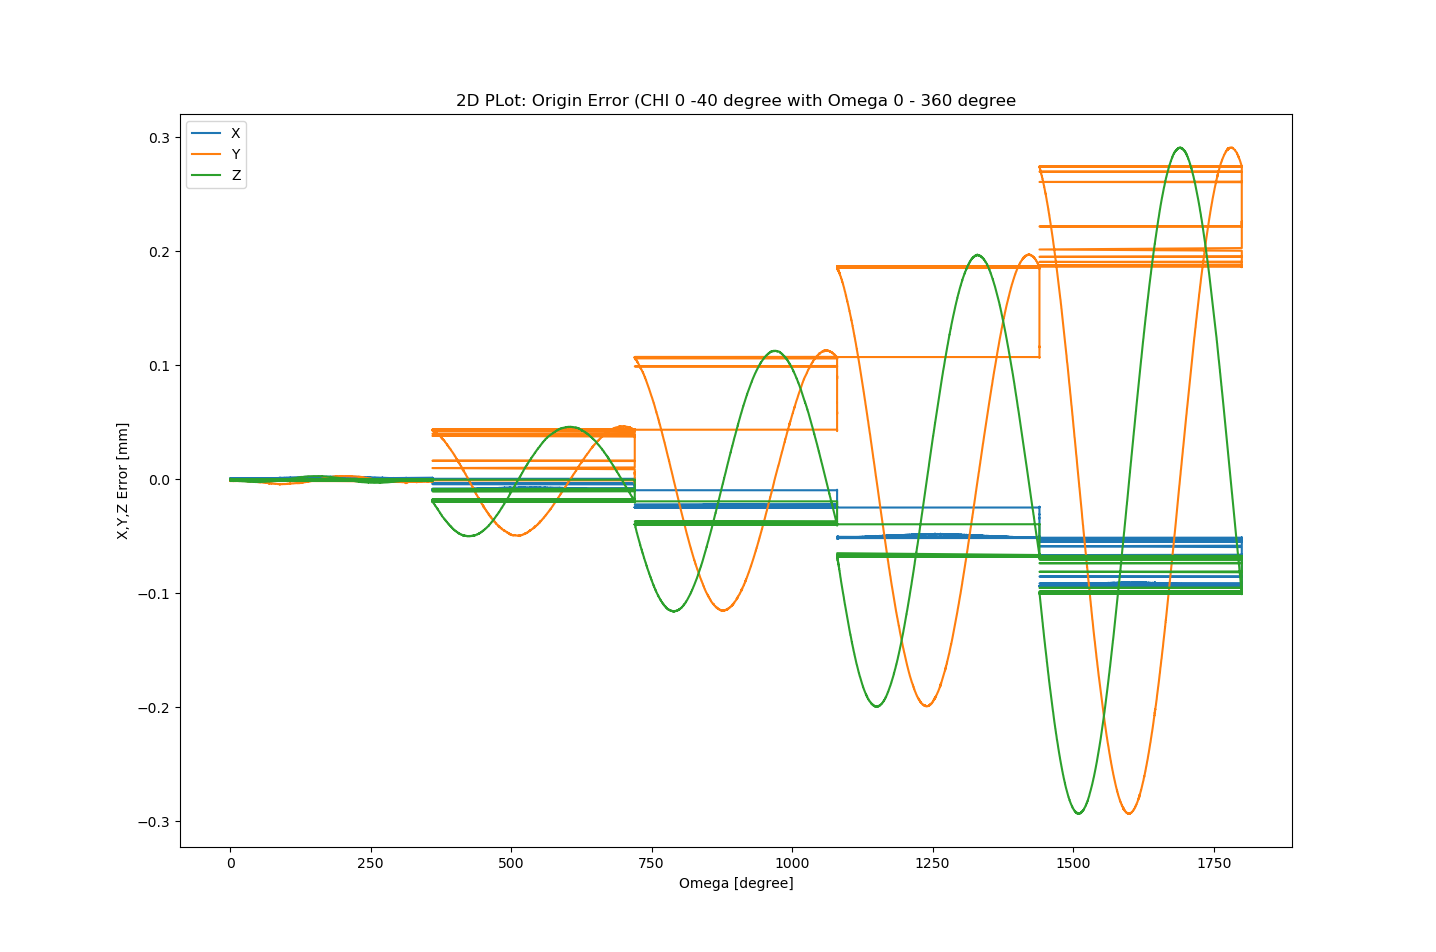 2D PLot: Origin Error (CHI 0 -40 degree with Omega 0 - 360 degree
X
Y
Z
0.3
0.2
0.1
0.0
−0.1
−0.2
−0.3
X,Y,Z Error [mm]
0 250 500 750 1000 1250 1500 1750
Omega [degree]